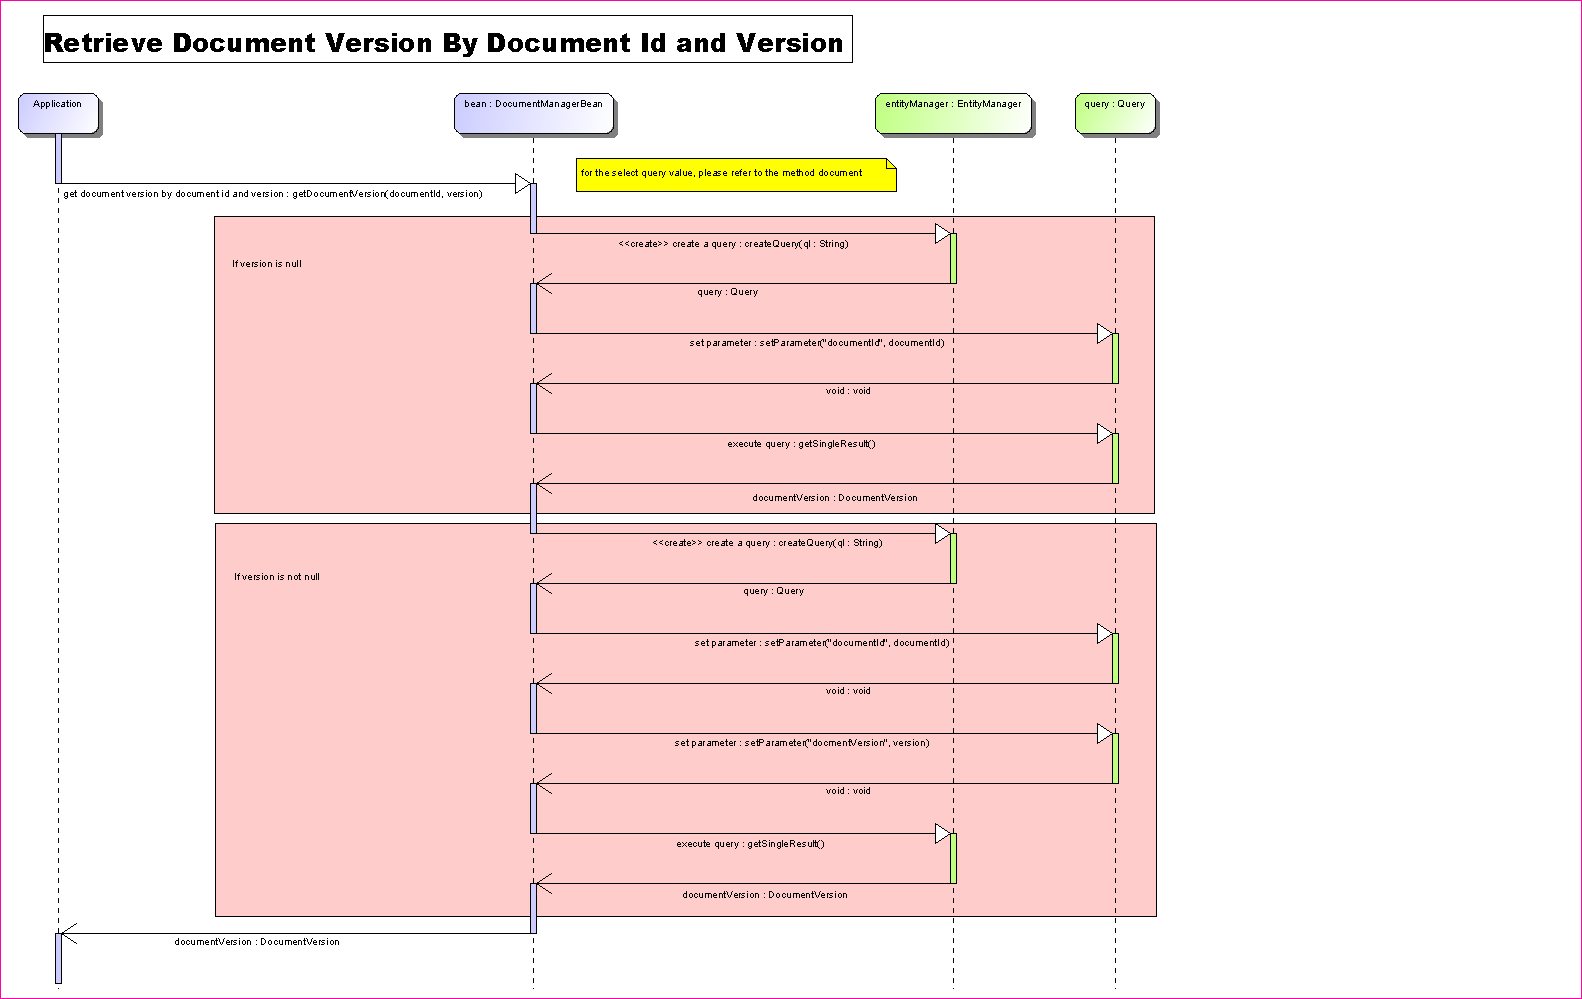 Retrieve Document Version By Document Id and Version
Application
bean : DocumentManagerBean
entityManager : EntityManager
query : Query
for the select query value, please refer to the method document
get document version by document id and version : getDocumentVersion(documentId, version)
<<create>> create a query : createQuery(ql : String)
If version is null
query : Query
set parameter : setParameter("documentId", documentId)
void : void
execute query : getSingleResult()
documentVersion : DocumentVersion
<<create>> create a query : createQuery(ql : String)
If version is not null
query : Query
set parameter : setParameter("documentId", documentId)
void : void
set parameter : setParameter("docmentVersion", version)
void : void
execute query : getSingleResult()
documentVersion : DocumentVersion
documentVersion : DocumentVersion